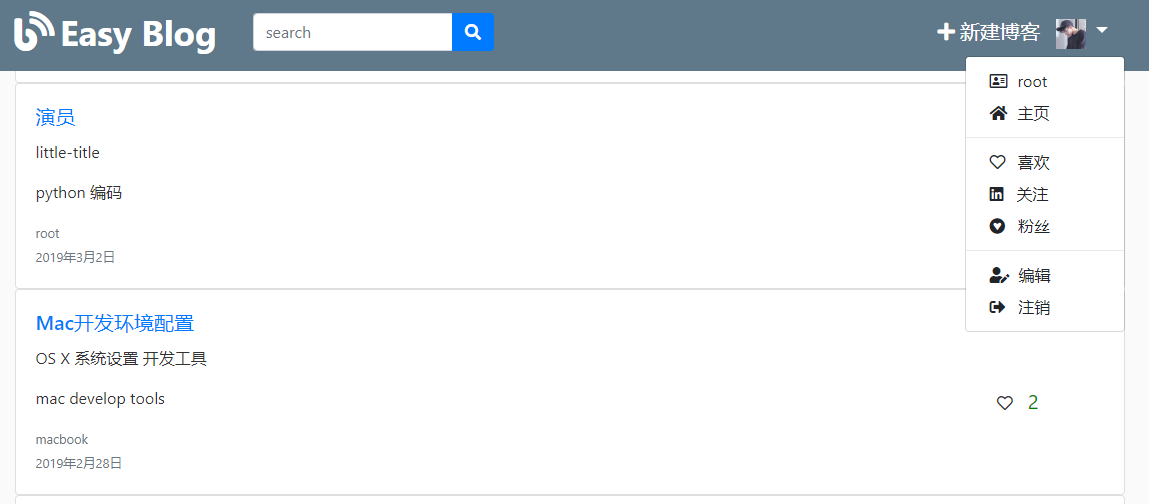 Easy Blog
search
新建博客
root
主页
喜欢
关注
粉丝
编辑
注销
演员
little-title
python 编码
root
2019年3月2日
Mac开发环境配置
OS X 系统设置 开发工具
mac develop tools
2
macbook
2019年2月28日